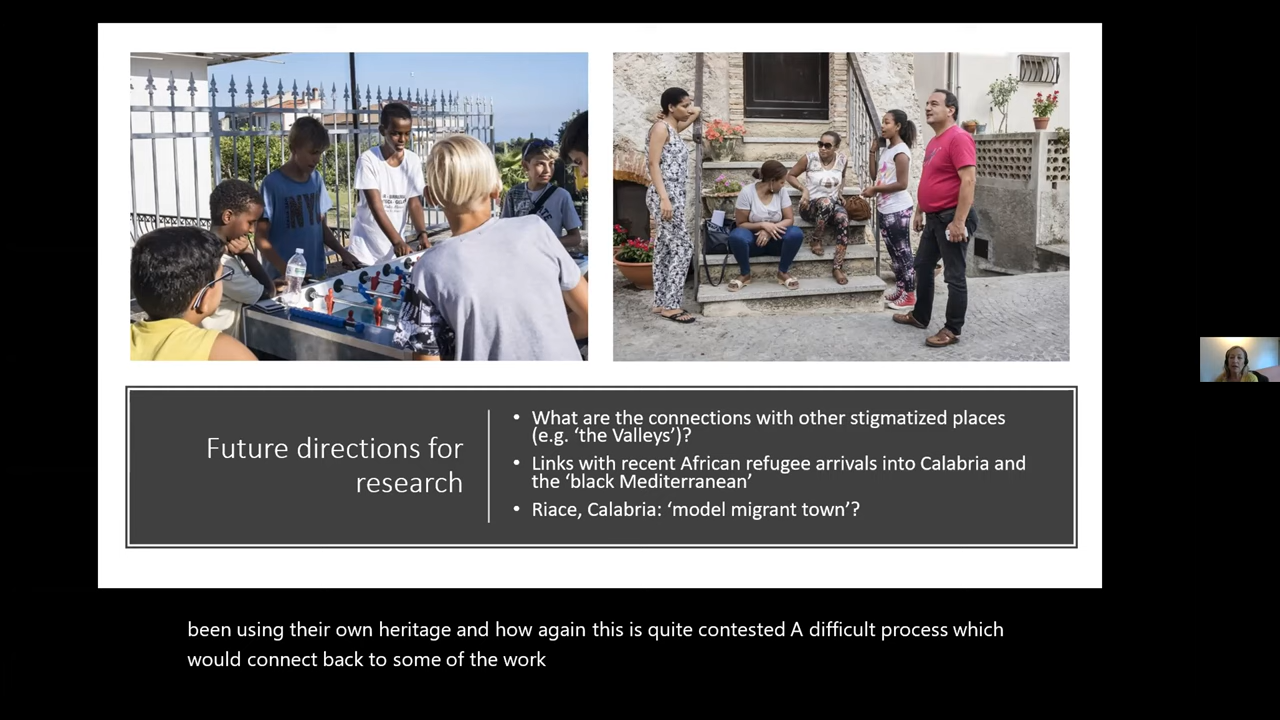 NY
Future directions for
research
• What are the connections with other stigmatized places
(e.g. ‘the Valleys’)?
• Links with recent African refugee arrivals into Calabria and
the ‘black Mediterranean’
• Riace, Calabria: ‘model migrant town’?
been using their own heritage and how again this is quite contested A difficult process which
would connect back to some of the work